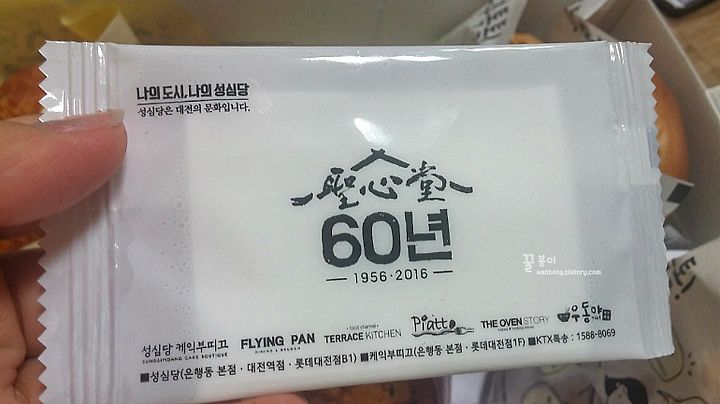 나의 도시, 나의 성심당
성심당은 대전의 문화입니다.
聖心堂
60년
1956 · 2016
꿀봉이
wanbong.tistory.com
성심당 케익부띠끄
SUNGSIMDANG CAKE BOUTIQUE
FLYING PAN
DINING & BRUNCH
TERRACE KITCHEN
Piatto
THE OVEN STORY
우동야
■성심당(은행동 본점 · 대전역점 · 롯데대전점B1) ■케익부띠끄(은행동 본점 · 롯데대전점1F) ■KTX특송 : 1588-8069